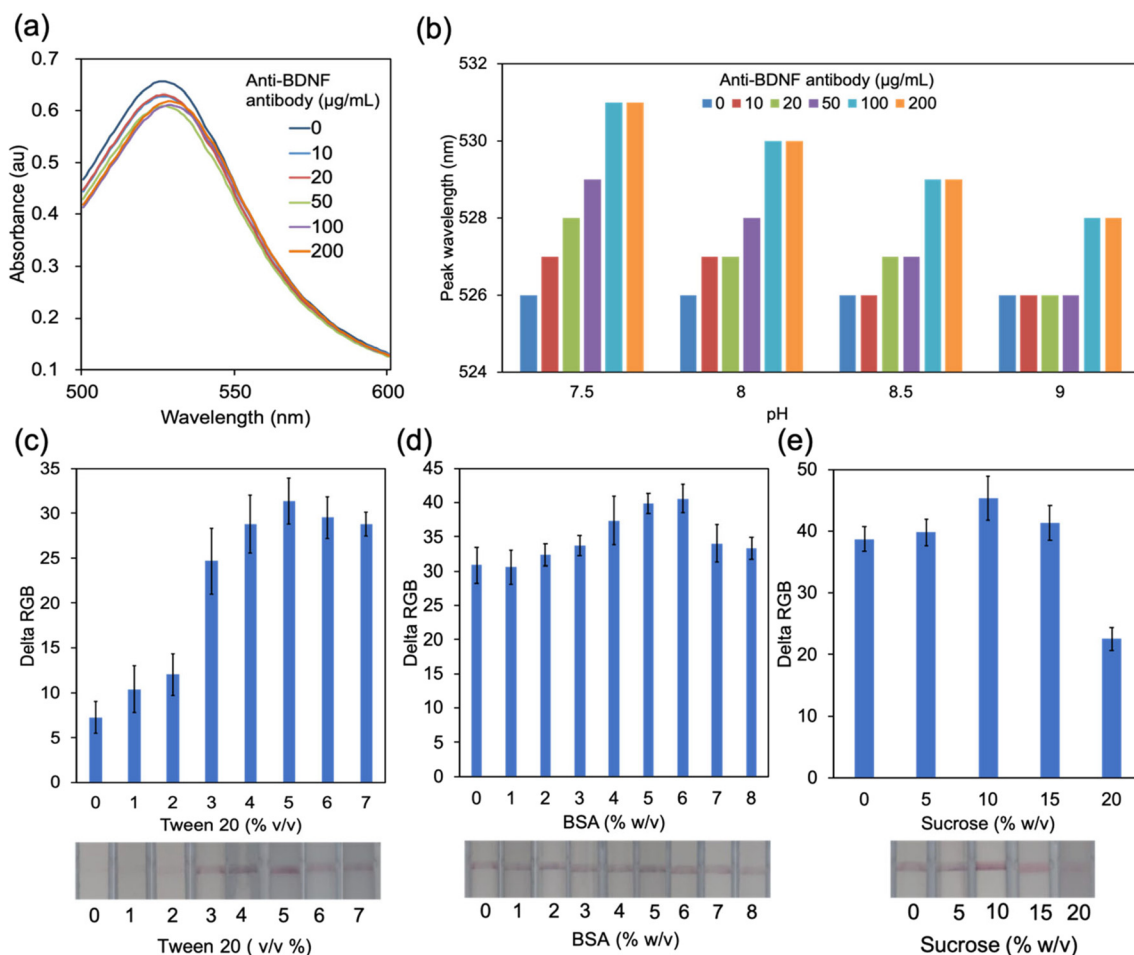 (a)
0.7
0.6
0.5
0.4
0.3
0.2
0.1
Absorbance (au)
500 550 600
Wavelength (nm)
Anti-BDNF
antibody (µg/mL)
0
10
20
50
100
200
(b)
532
530
528
526
524
Peak wavelength (nm)
Anti-BDNF antibody (µg/mL)
0 10 20 50 100 200
7.5 8 8.5 9
pH
(c)
35
30
25
20
15
10
5
0
Delta RGB
0 1 2 3 4 5 6 7
Tween 20 (% v/v)
0 1 2 3 4 5 6 7
Tween 20 ( v/v %)
(d)
45
40
35
30
25
20
15
10
5
0
Delta RGB
0 1 2 3 4 5 6 7 8
BSA (% w/v)
0 1 2 3 4 5 6 7 8
BSA (% w/v)
(e)
50
40
30
20
10
0
Delta RGB
0 5 10 15 20
Sucrose (% w/v)
0 5 10 15 20
Sucrose (% w/v)